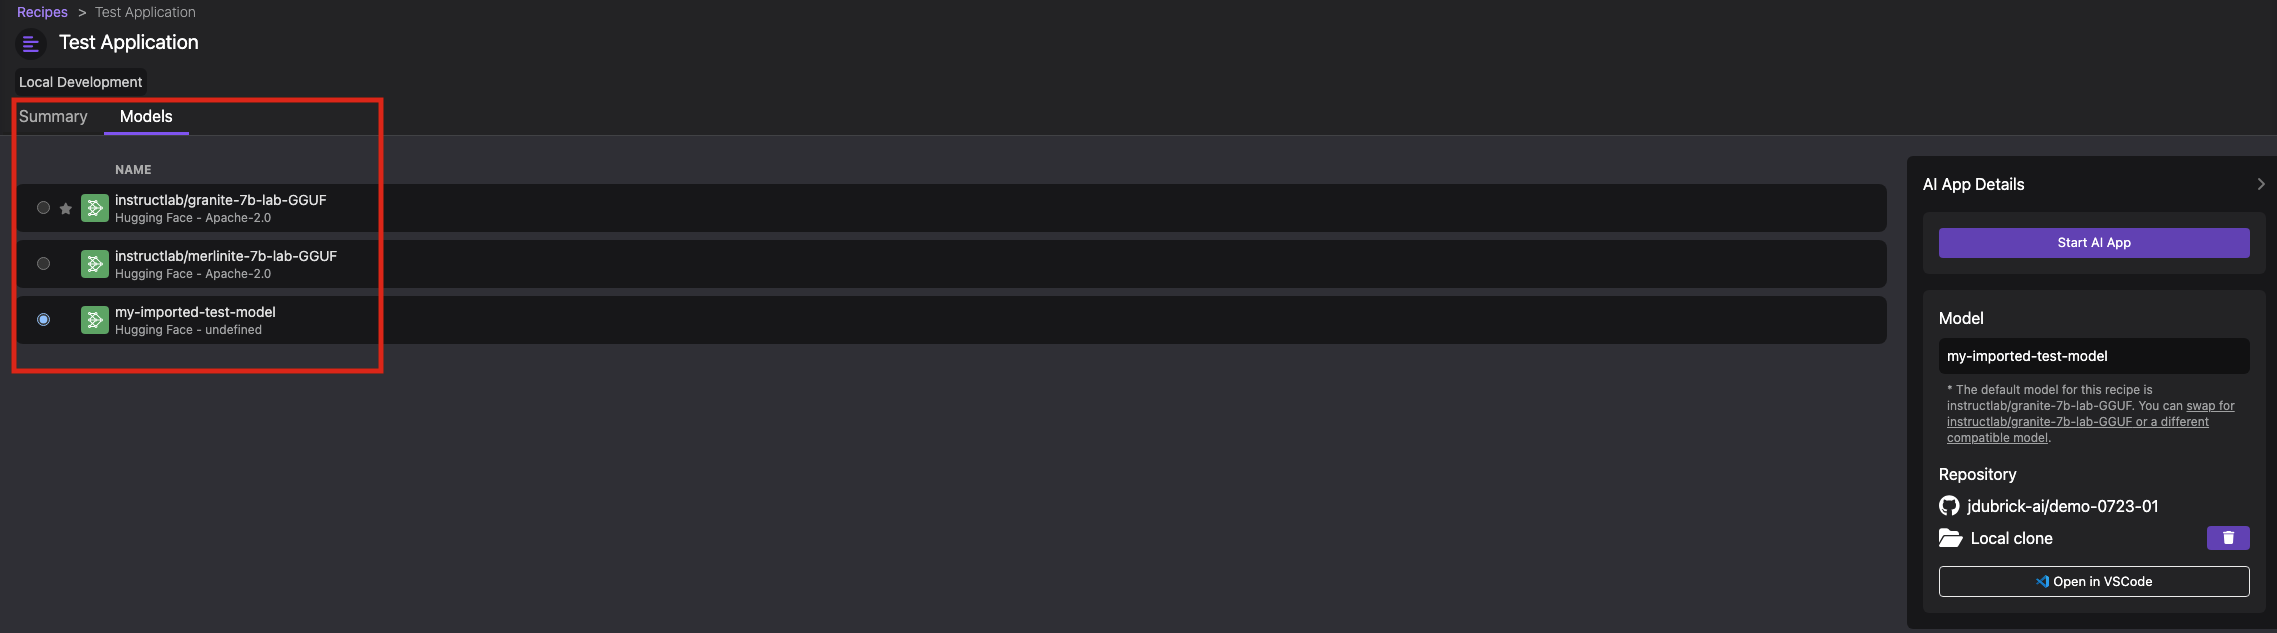 Recipes > Test Application
Test Application
Local Development
Summary
Models
NAME
instructlab/granite-7b-lab-GGUF
Hugging Face - Apache-2.0
instructlab/merlinite-7b-lab-GGUF
Hugging Face - Apache-2.0
my-imported-test-model
Hugging Face - undefined
AI App Details
Start AI App
Model
my-imported-test-model
* The default model for this recipe is
instructlab/granite-7b-lab-GGUF. You can swap for
instructlab/granite-7b-lab-GGUF or a different
compatible model.
Repository
jdubrick-ai/demo-0723-01
Local clone
Open in VSCode